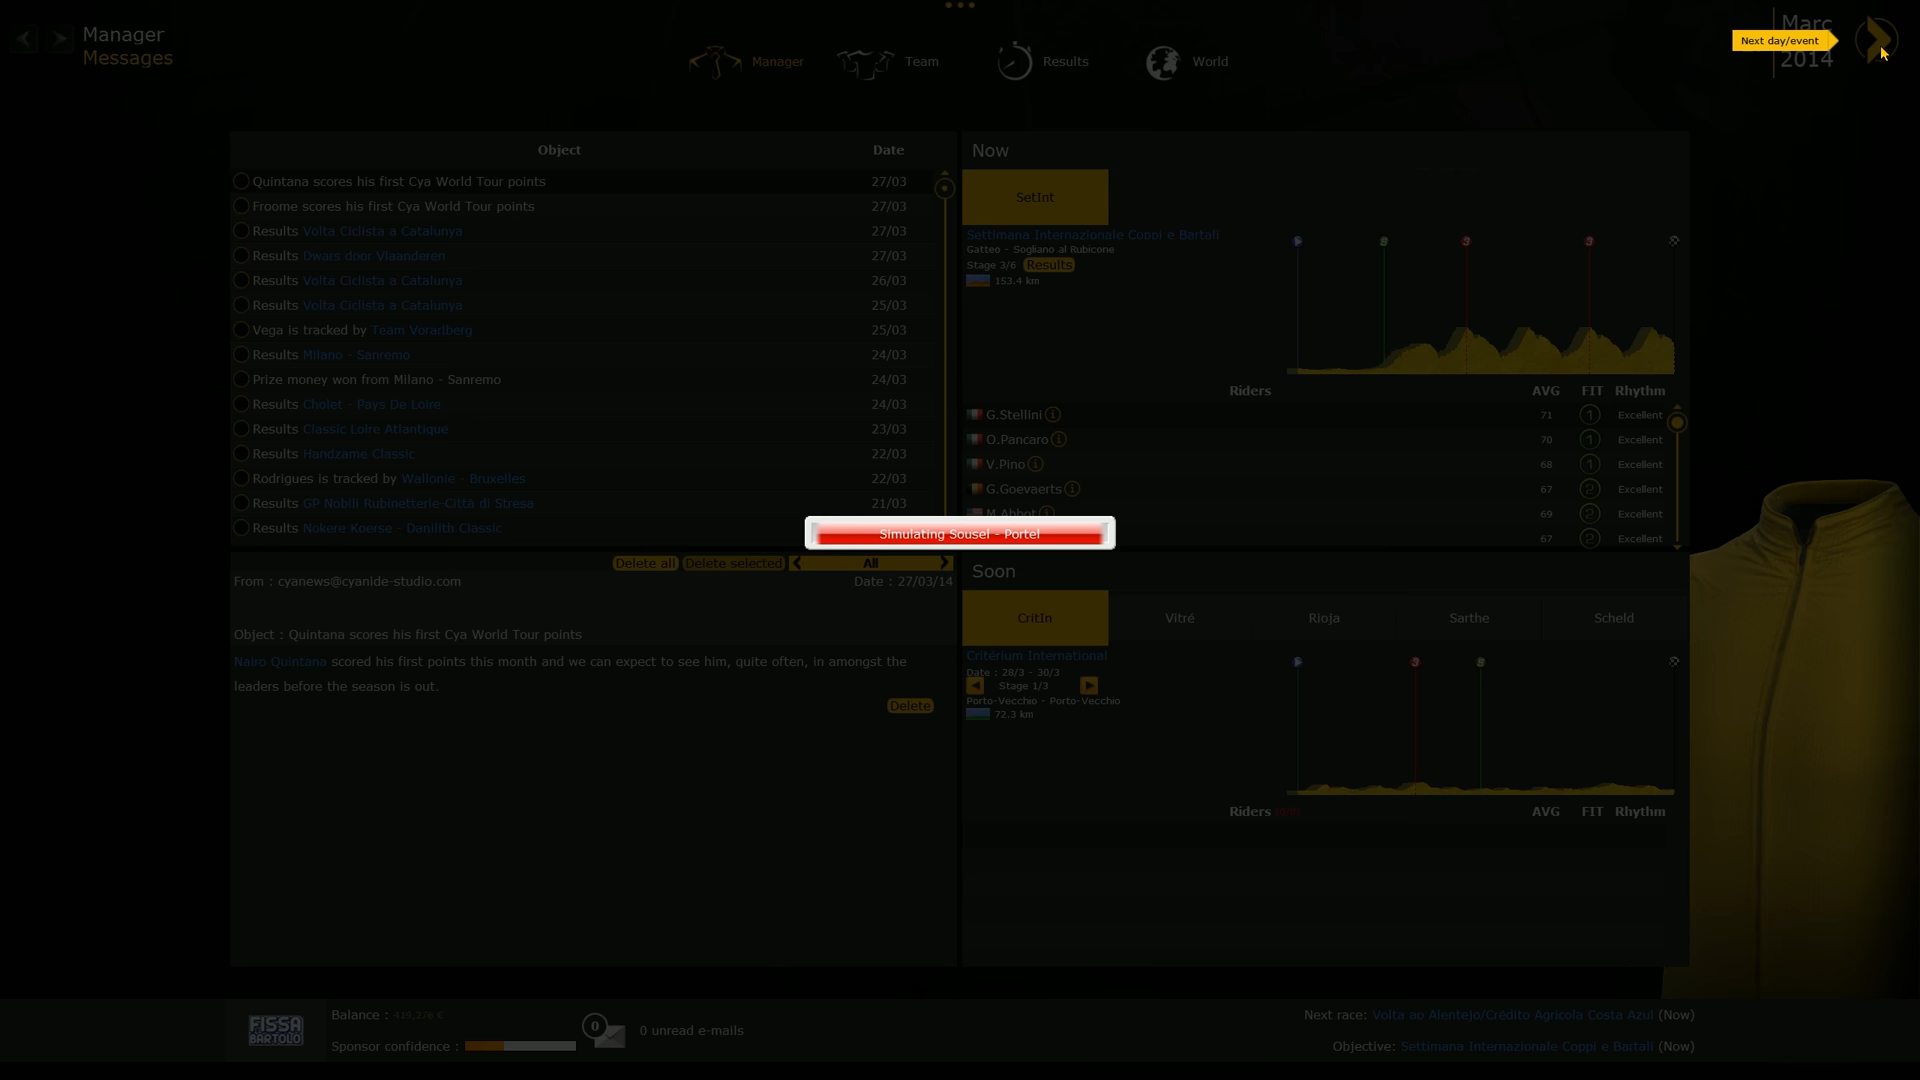 Manager
Messages
Manager
Team
Results
World
Next day/event
Marc
2014
Object Date
Quintana scores his first Cya World Tour points 27/03
Froome scores his first Cya World Tour points 27/03
Results Volta Ciclista a Catalunya 27/03
Results Dwars door Vlaanderen 27/03
Results Volta Ciclista a Catalunya 26/03
Results Volta Ciclista a Catalunya 25/03
Vega is tracked by Team Vorarlberg 25/03
Results Milano - Sanremo 24/03
Prize money won from Milano - Sanremo 24/03
Results Cholet - Pays De Loire 24/03
Results Classic Loire Atlantique 23/03
Results Handzame Classic 22/03
Rodrigues is tracked by Wallonie - Bruxelles 22/03
Results GP Nobili Rubinetterie-Città di Stresa 21/03
Results Nokere Koerse - Danilith Classic
Now
SetInt
Settimana Internazionale Coppi e Bartali
Gatteo - Sogliano al Rubicone
Stage 3/6 Results
153.4 km
Riders AVG FIT Rhythm
G.Stellini 71 1 Excellent
O.Pancaro 70 1 Excellent
V.Pino 68 1 Excellent
G.Goevaerts 67 2 Excellent
M.Abbot 69 2 Excellent
67 2 Excellent
Simulating Sousel - Portel
Delete all Delete selected All
From : cyanews@cyanide-studio.com Date : 27/03/14
Object : Quintana scores his first Cya World Tour points
Nairo Quintana scored his first points this month and we can expect to see him, quite often, in amongst the
leaders before the season is out.
Delete
Soon
CritIn Vitré Rioja Sarthe Scheld
Critérium International
Date : 28/3 - 30/3
Stage 1/3
Porto-Vecchio - Porto-Vecchio
72.3 km
Riders AVG FIT Rhythm
FISSA
BARTOLO
Balance :
Sponsor confidence :
0
0 unread e-mails
Next race: Volta ao Alentejo/Crédito Agricola Costa Azul (Now)
Objective: Settimana Internazionale Coppi e Bartali (Now)